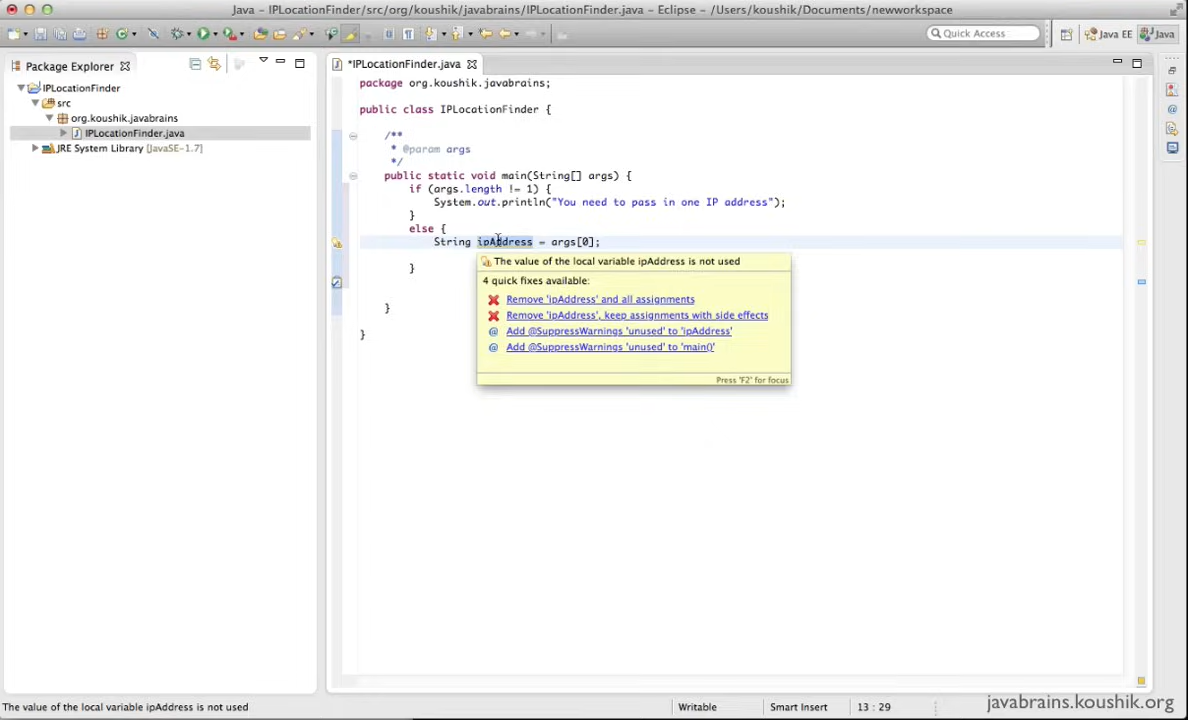 Java - IPLocationFinder/src/org/koushik/javabrains/IPLocationFinder.java - Eclipse - /Users/koushik/Documents/newworkspace
Quick Access
Java EE
Java
Package Explorer
IPLocationFinder
src
org.koushik.javabrains
IPLocationFinder.java
JRE System Library [JavaSE-1.7]
*IPLocationFinder.java
package org.koushik.javabrains;
public class IPLocationFinder {
/**
* @param args
*/
public static void main(String[] args) {
if (args.length != 1) {
System.out.println("You need to pass in one IP address");
}
else {
String ipAddress = args[0];
}
}
}
The value of the local variable ipAddress is not used
4 quick fixes available:
Remove 'ipAddress' and all assignments
Remove 'ipAddress', keep assignments with side effects
@ Add @SuppressWarnings 'unused' to 'ipAddress'
@ Add @SuppressWarnings 'unused' to 'main()'
Press 'F2' for focus
The value of the local variable ipAddress is not used
Writable
Smart Insert
13 : 29
javabrains.koushik.org